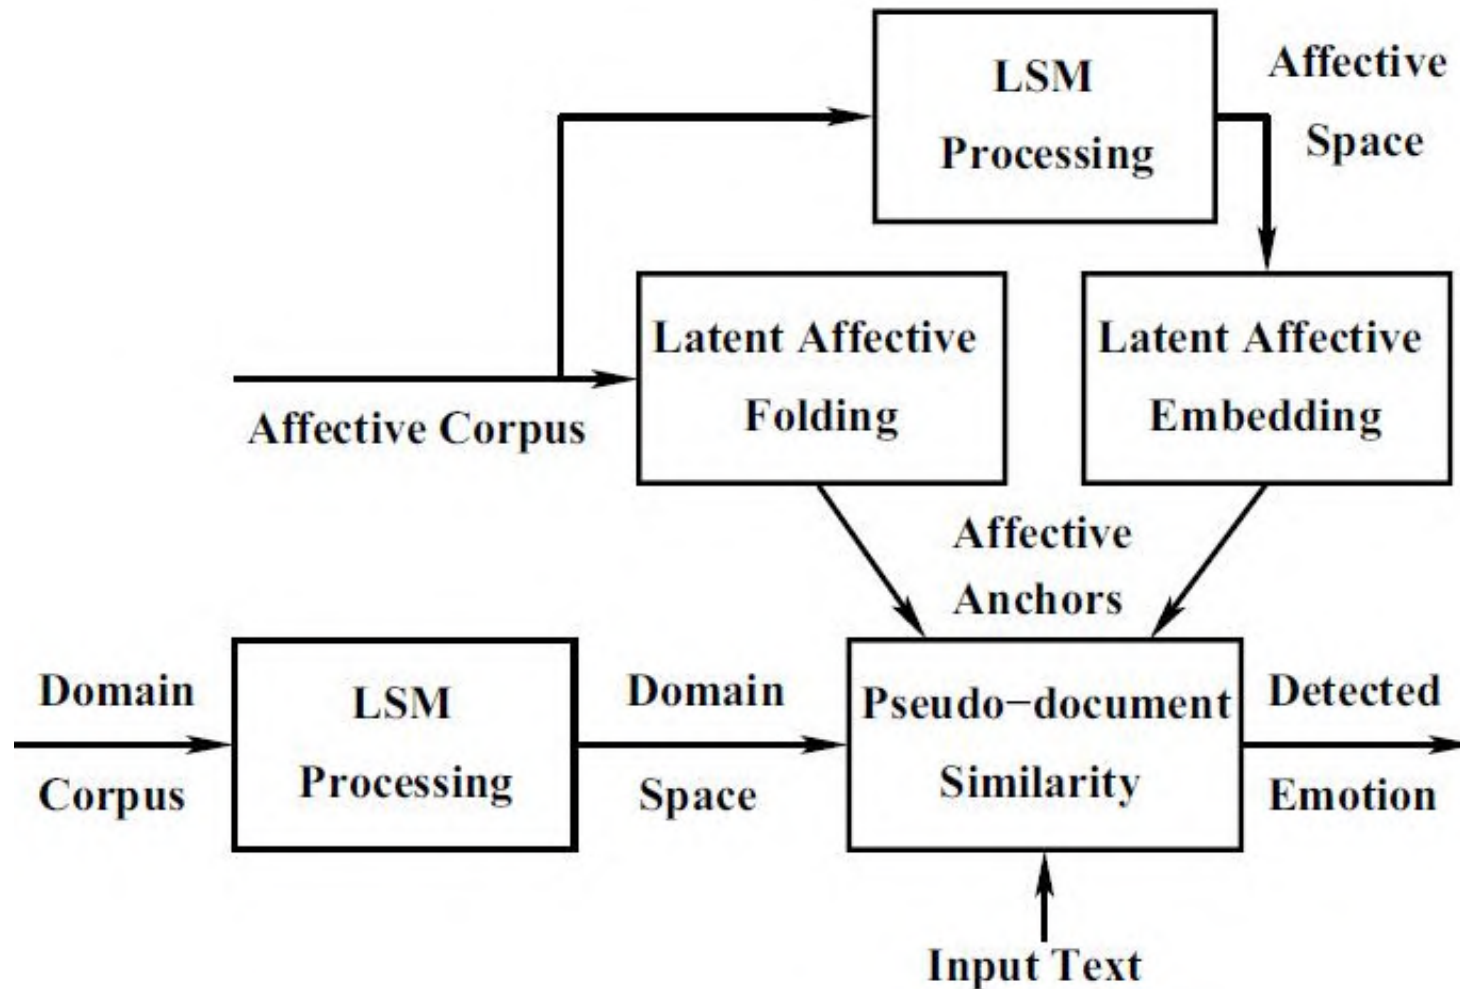 LSM
Processing
Affective
Space
Latent Affective
Folding
Latent Affective
Embedding
Affective Corpus
Affective
Anchors
Domain
Corpus
LSM
Processing
Domain
Space
Pseudo-document
Similarity
Detected
Emotion
Input Text